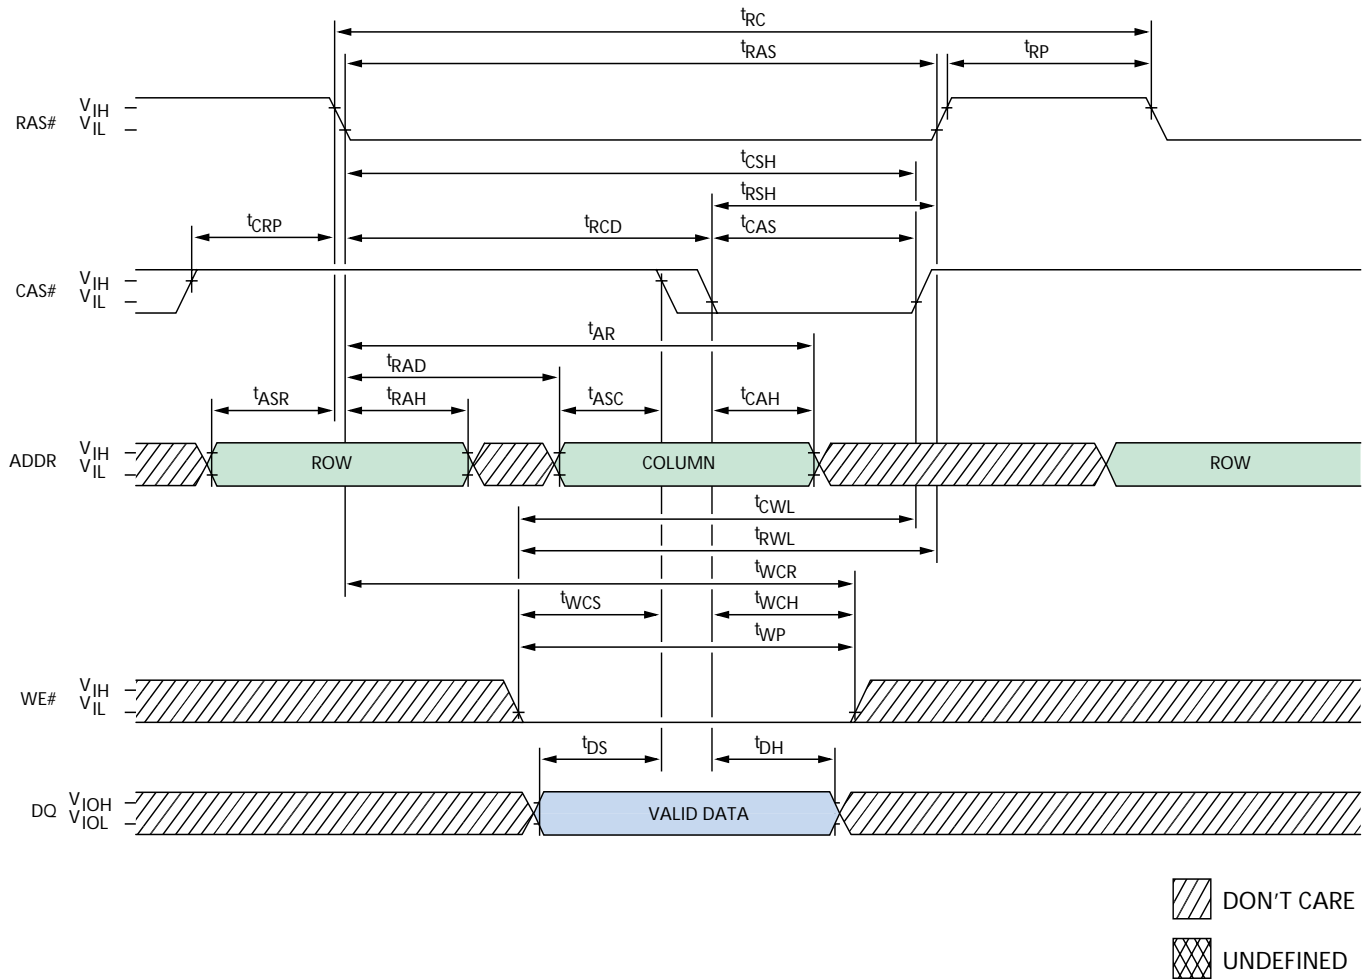 tRC
tRAS
tRP
RAS#
VIH
VIL
tCSH
tRSH
tCRP
tRCD
tCAS
CAS#
VIH
VIL
tAR
tRAD
tASR
tRAH
tASC
tCAH
ADDR
VIH
VIL
ROW
COLUMN
ROW
tCWL
tRWL
tWCR
tWCS
tWCH
tWP
WE#
VIH
VIL
tDS
tDH
DQ
VIOH
VIOL
VALID DATA
DON'T CARE
UNDEFINED